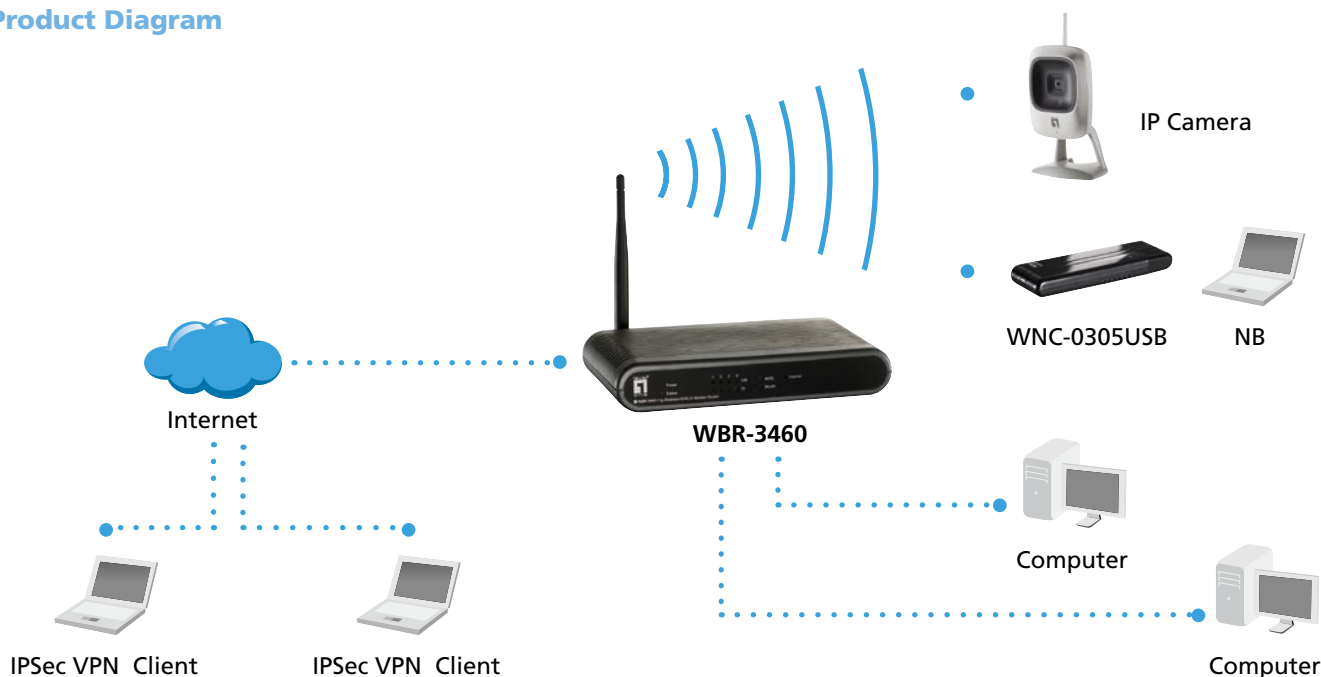 Product Diagram
IP Camera
WNC-0305USB
NB
Internet
WBR-3460
Computer
IPSec VPN Client
IPSec VPN Client
Computer